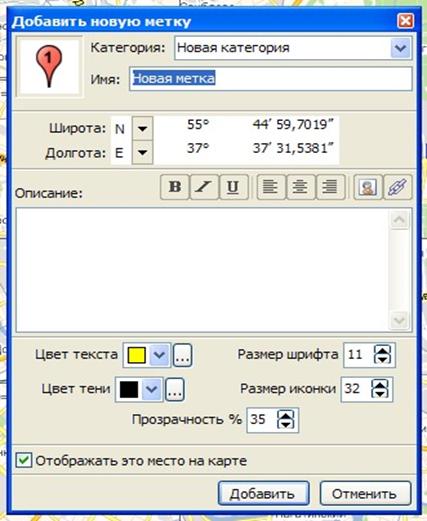 Добавить новую метку
1
Категория: Новая категория
Имя: Новая метка
Широта: N 55° 44′ 59,7019″
Долгота: E 37° 37′ 31,5381″
Описание: B I U
Цвет текста ... Размер шрифта 11
Цвет тени ... Размер иконки 32
Прозрачность % 35
Отображать это место на карте
Добавить Отменить